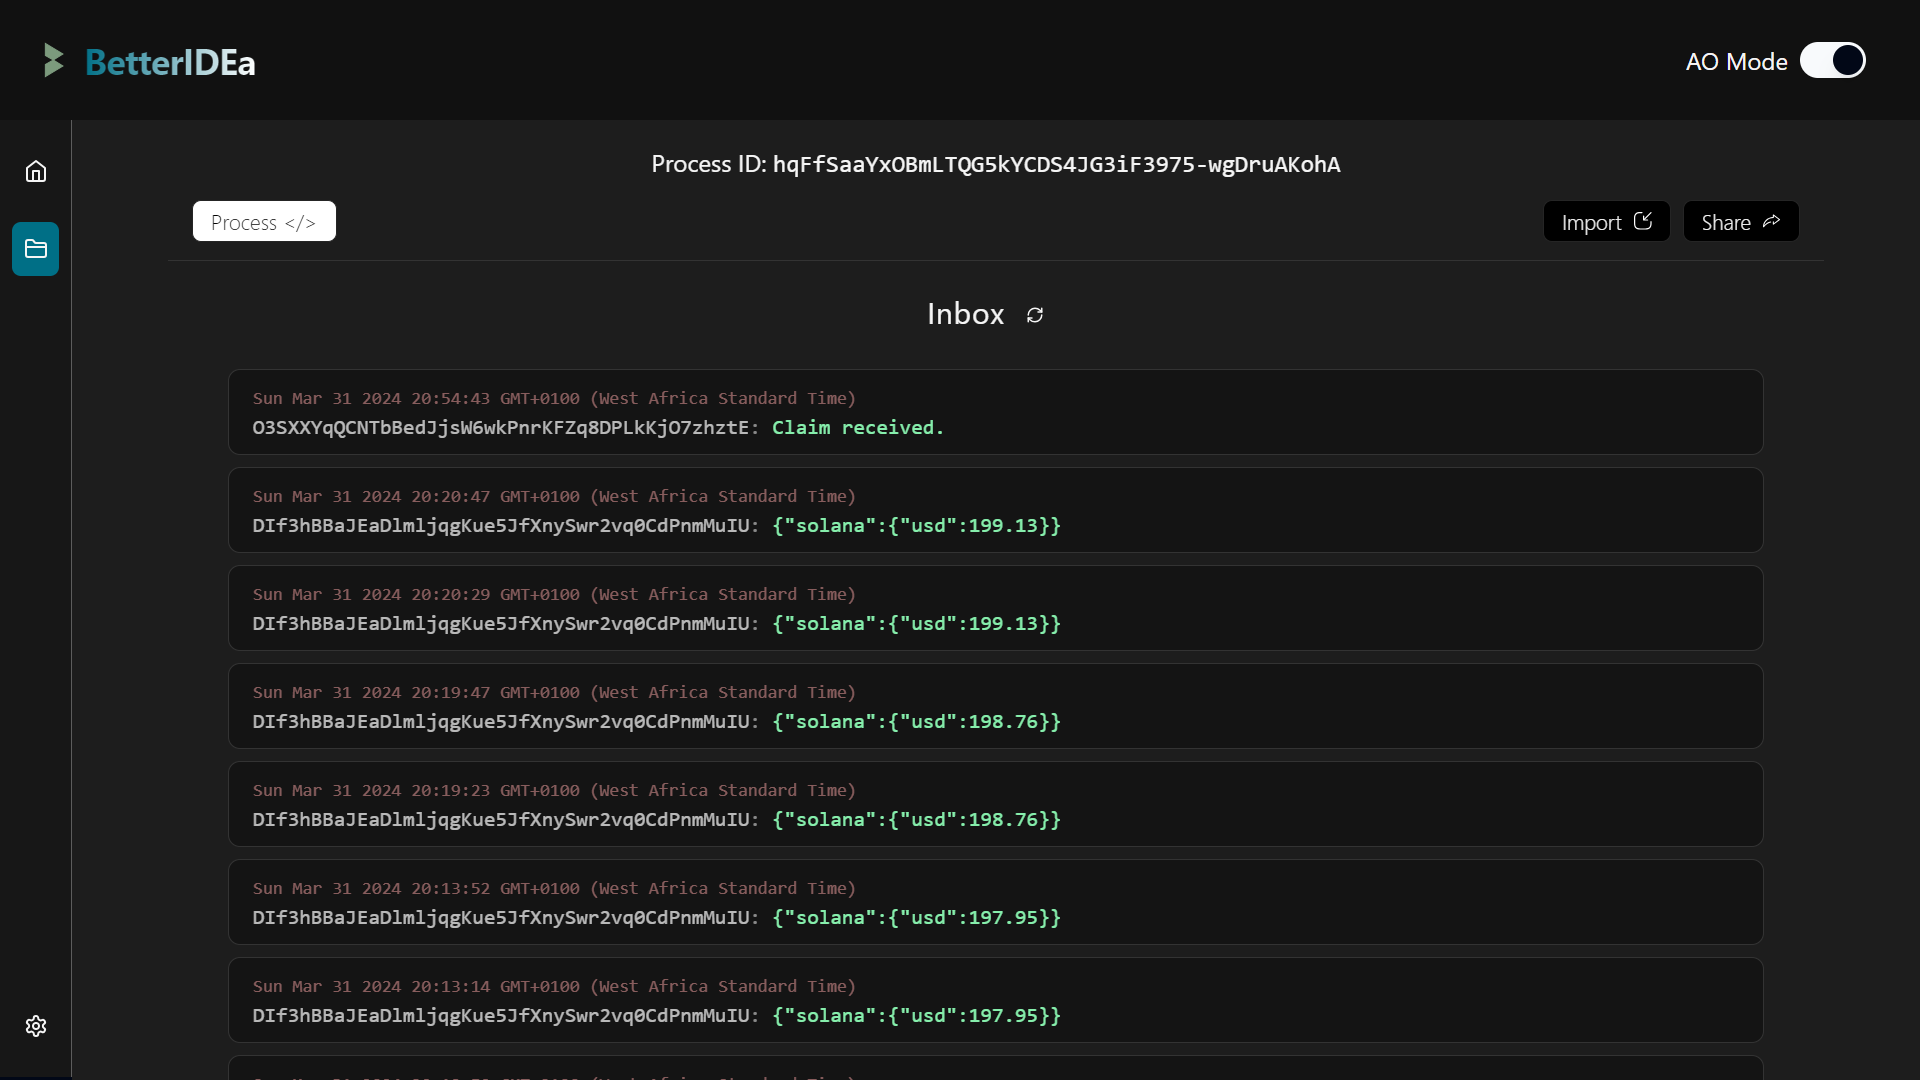 BetterIDEa
AO Mode
Process ID: hqFfSaaYxOBmLTQG5kYCDS4JG3iF3975-wgDruAKohA
Process </>
Import
Share
Inbox
Sun Mar 31 2024 20:54:43 GMT+0100 (West Africa Standard Time)
O3SXXYqQCNTbBedJjsW6wkPnrKFZq8DPLkKjO7zhztE: Claim received.
Sun Mar 31 2024 20:20:47 GMT+0100 (West Africa Standard Time)
DIf3hBBaJEaDlmljqgKue5JfXnySwr2vq0CdPnmMuIU: {"solana":{"usd":199.13}}
Sun Mar 31 2024 20:20:29 GMT+0100 (West Africa Standard Time)
DIf3hBBaJEaDlmljqgKue5JfXnySwr2vq0CdPnmMuIU: {"solana":{"usd":199.13}}
Sun Mar 31 2024 20:19:47 GMT+0100 (West Africa Standard Time)
DIf3hBBaJEaDlmljqgKue5JfXnySwr2vq0CdPnmMuIU: {"solana":{"usd":198.76}}
Sun Mar 31 2024 20:19:23 GMT+0100 (West Africa Standard Time)
DIf3hBBaJEaDlmljqgKue5JfXnySwr2vq0CdPnmMuIU: {"solana":{"usd":198.76}}
Sun Mar 31 2024 20:13:52 GMT+0100 (West Africa Standard Time)
DIf3hBBaJEaDlmljqgKue5JfXnySwr2vq0CdPnmMuIU: {"solana":{"usd":197.95}}
Sun Mar 31 2024 20:13:14 GMT+0100 (West Africa Standard Time)
DIf3hBBaJEaDlmljqgKue5JfXnySwr2vq0CdPnmMuIU: {"solana":{"usd":197.95}}